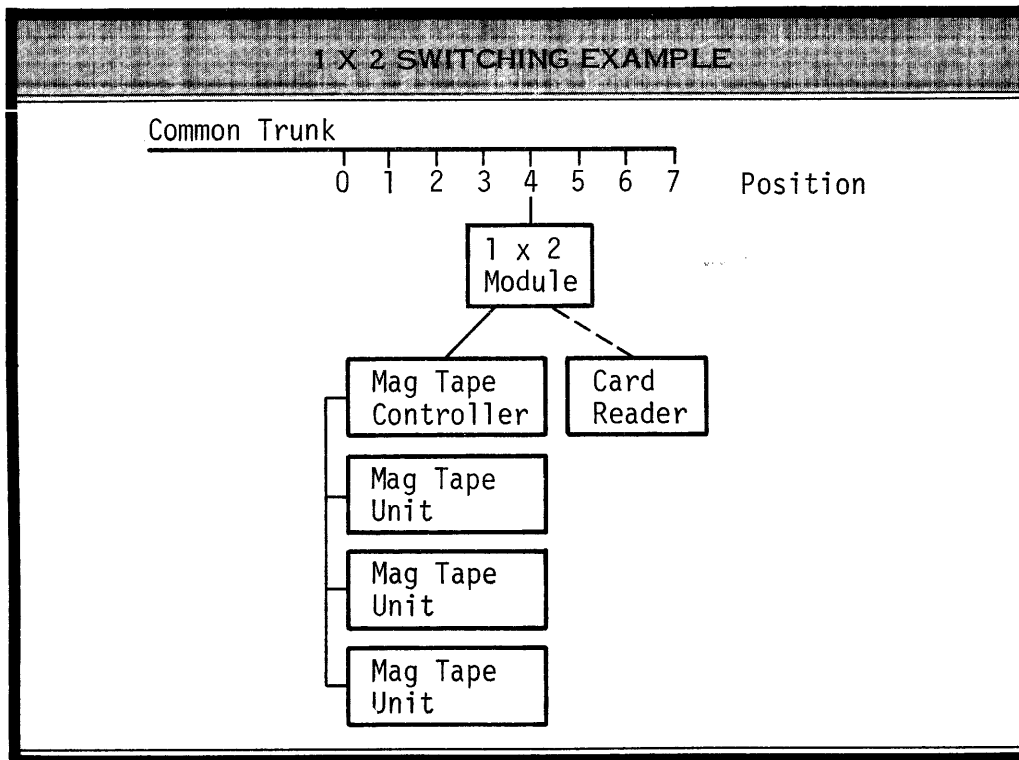 1 X 2 SWITCHING EXAMPLE
Common Trunk
0 1 2 3 4 5 6 7 Position
1 x 2
Module
Mag Tape
Controller
Card
Reader
Mag Tape
Unit
Mag Tape
Unit
Mag Tape
Unit